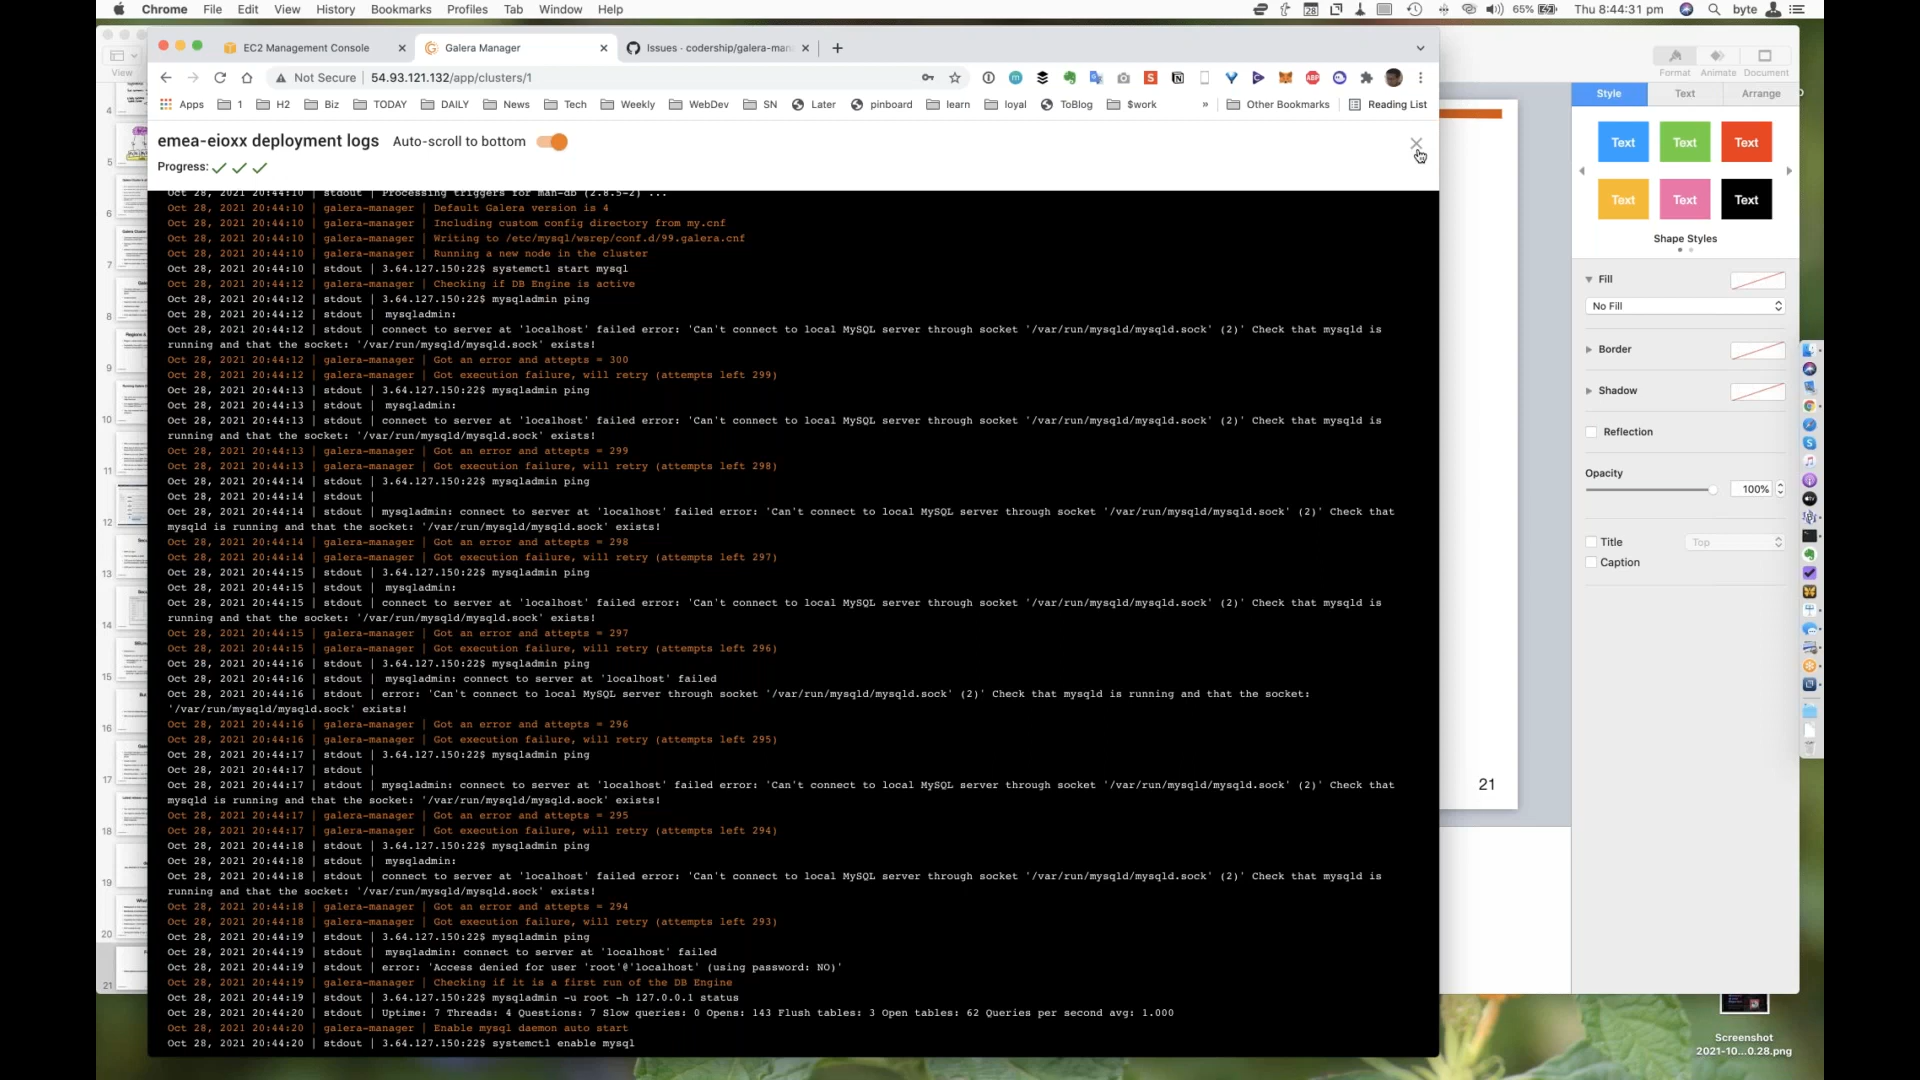 Chrome File Edit View History Bookmarks Profiles Tab Window Help
28 65% Thu 8:44:31 pm byte
EC2 Management Console
Galera Manager
Issues · codership/galera-man
Not Secure | 54.93.121.132/app/clusters/1
Apps 1 H2 Biz TODAY DAILY News Tech Weekly WebDev SN Later pinboard learn loyal ToBlog $work » Other Bookmarks Reading List
emea-eioxx deployment logs Auto-scroll to bottom
Progress:
Oct 28, 2021 20:44:10 | stdout | Processing triggers for man-db (2.8.5-2) ...
Oct 28, 2021 20:44:10 | galera-manager | Default Galera version is 4
Oct 28, 2021 20:44:10 | galera-manager | Including custom config directory from my.cnf
Oct 28, 2021 20:44:10 | galera-manager | Writing to /etc/mysql/wsrep/conf.d/99.galera.cnf
Oct 28, 2021 20:44:10 | galera-manager | Running a new node in the cluster
Oct 28, 2021 20:44:10 | stdout | 3.64.127.150:22$ systemctl start mysql
Oct 28, 2021 20:44:12 | galera-manager | Checking if DB Engine is active
Oct 28, 2021 20:44:12 | stdout | 3.64.127.150:22$ mysqladmin ping
Oct 28, 2021 20:44:12 | stdout | mysqladmin:
Oct 28, 2021 20:44:12 | stdout | connect to server at 'localhost' failed error: 'Can't connect to local MySQL server through socket '/var/run/mysqld/mysqld.sock' (2)' Check that mysqld is
running and that the socket: '/var/run/mysqld/mysqld.sock' exists!
Oct 28, 2021 20:44:12 | galera-manager | Got an error and attepts = 300
Oct 28, 2021 20:44:12 | galera-manager | Got execution failure, will retry (attempts left 299)
Oct 28, 2021 20:44:13 | stdout | 3.64.127.150:22$ mysqladmin ping
Oct 28, 2021 20:44:13 | stdout | mysqladmin:
Oct 28, 2021 20:44:13 | stdout | connect to server at 'localhost' failed error: 'Can't connect to local MySQL server through socket '/var/run/mysqld/mysqld.sock' (2)' Check that mysqld is
running and that the socket: '/var/run/mysqld/mysqld.sock' exists!
Oct 28, 2021 20:44:13 | galera-manager | Got an error and attepts = 299
Oct 28, 2021 20:44:13 | galera-manager | Got execution failure, will retry (attempts left 298)
Oct 28, 2021 20:44:14 | stdout | 3.64.127.150:22$ mysqladmin ping
Oct 28, 2021 20:44:14 | stdout |
Oct 28, 2021 20:44:14 | stdout | mysqladmin: connect to server at 'localhost' failed error: 'Can't connect to local MySQL server through socket '/var/run/mysqld/mysqld.sock' (2)' Check that
mysqld is running and that the socket: '/var/run/mysqld/mysqld.sock' exists!
Oct 28, 2021 20:44:14 | galera-manager | Got an error and attepts = 298
Oct 28, 2021 20:44:14 | galera-manager | Got execution failure, will retry (attempts left 297)
Oct 28, 2021 20:44:15 | stdout | 3.64.127.150:22$ mysqladmin ping
Oct 28, 2021 20:44:15 | stdout | mysqladmin:
Oct 28, 2021 20:44:15 | stdout | connect to server at 'localhost' failed error: 'Can't connect to local MySQL server through socket '/var/run/mysqld/mysqld.sock' (2)' Check that mysqld is
running and that the socket: '/var/run/mysqld/mysqld.sock' exists!
Oct 28, 2021 20:44:15 | galera-manager | Got an error and attepts = 297
Oct 28, 2021 20:44:15 | galera-manager | Got execution failure, will retry (attempts left 296)
Oct 28, 2021 20:44:16 | stdout | 3.64.127.150:22$ mysqladmin ping
Oct 28, 2021 20:44:16 | stdout | mysqladmin: connect to server at 'localhost' failed
Oct 28, 2021 20:44:16 | stdout | error: 'Can't connect to local MySQL server through socket '/var/run/mysqld/mysqld.sock' (2)' Check that mysqld is running and that the socket:
'/var/run/mysqld/mysqld.sock' exists!
Oct 28, 2021 20:44:16 | galera-manager | Got an error and attepts = 296
Oct 28, 2021 20:44:16 | galera-manager | Got execution failure, will retry (attempts left 295)
Oct 28, 2021 20:44:17 | stdout | 3.64.127.150:22$ mysqladmin ping
Oct 28, 2021 20:44:17 | stdout |
Oct 28, 2021 20:44:17 | stdout | mysqladmin: connect to server at 'localhost' failed error: 'Can't connect to local MySQL server through socket '/var/run/mysqld/mysqld.sock' (2)' Check that
mysqld is running and that the socket: '/var/run/mysqld/mysqld.sock' exists!
Oct 28, 2021 20:44:17 | galera-manager | Got an error and attepts = 295
Oct 28, 2021 20:44:17 | galera-manager | Got execution failure, will retry (attempts left 294)
Oct 28, 2021 20:44:18 | stdout | 3.64.127.150:22$ mysqladmin ping
Oct 28, 2021 20:44:18 | stdout | mysqladmin:
Oct 28, 2021 20:44:18 | stdout | connect to server at 'localhost' failed error: 'Can't connect to local MySQL server through socket '/var/run/mysqld/mysqld.sock' (2)' Check that mysqld is
running and that the socket: '/var/run/mysqld/mysqld.sock' exists!
Oct 28, 2021 20:44:18 | galera-manager | Got an error and attepts = 294
Oct 28, 2021 20:44:18 | galera-manager | Got execution failure, will retry (attempts left 293)
Oct 28, 2021 20:44:19 | stdout | 3.64.127.150:22$ mysqladmin ping
Oct 28, 2021 20:44:19 | stdout | mysqladmin: connect to server at 'localhost' failed
Oct 28, 2021 20:44:19 | stdout | error: 'Access denied for user 'root'@'localhost' (using password: NO)'
Oct 28, 2021 20:44:19 | galera-manager | Checking if it is a first run of the DB Engine
Oct 28, 2021 20:44:19 | stdout | 3.64.127.150:22$ mysqladmin -u root -h 127.0.0.1 status
Oct 28, 2021 20:44:20 | stdout | Uptime: 7 Threads: 4 Questions: 7 Slow queries: 0 Opens: 143 Flush tables: 3 Open tables: 62 Queries per second avg: 1.000
Oct 28, 2021 20:44:20 | galera-manager | Enable mysql daemon auto start
Oct 28, 2021 20:44:20 | stdout | 3.64.127.150:22$ systemctl enable mysql
View
4
5
6
7
8
9
10
11
12
13
14
15
16
17
18
19
20
21
21
Format Animate Document
Style Text Arrange
Text Text Text
Text Text Text
Shape Styles
Fill
No Fill
Border
Shadow
Reflection
Opacity
100%
Title Top
Caption
Screenshot
2021-10...0.28.png